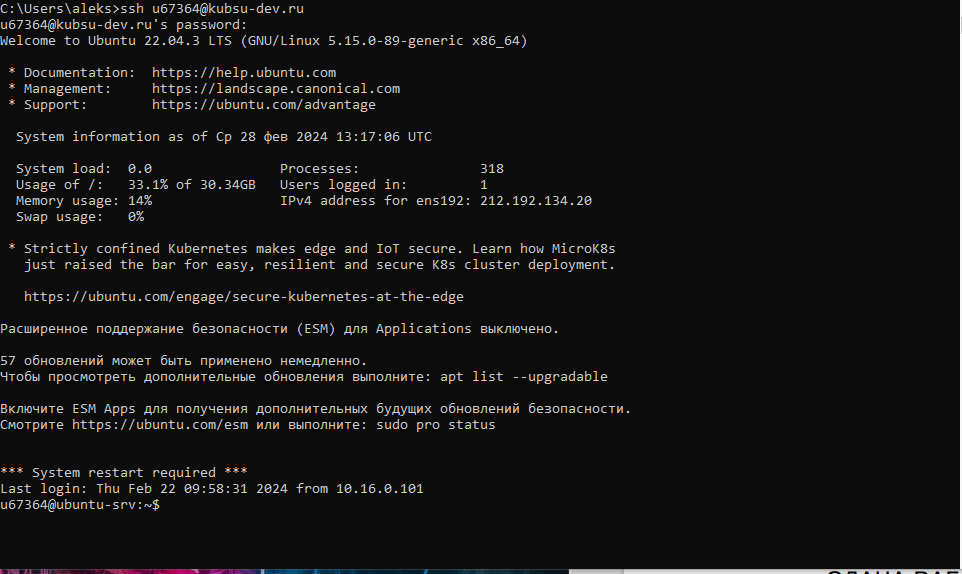 C:\Users\aleks>ssh u67364@kubsu-dev.ru
u67364@kubsu-dev.ru's password:
Welcome to Ubuntu 22.04.3 LTS (GNU/Linux 5.15.0-89-generic x86_64)
* Documentation:  https://help.ubuntu.com
* Management:     https://landscape.canonical.com
* Support:        https://ubuntu.com/advantage
System information as of Ср 28 фев 2024 13:17:06 UTC
System load:  0.0                Processes:               318
Usage of /:   33.1% of 30.34GB   Users logged in:         1
Memory usage: 14%                IPv4 address for ens192: 212.192.134.20
Swap usage:   0%
* Strictly confined Kubernetes makes edge and IoT secure. Learn how MicroK8s
just raised the bar for easy, resilient and secure K8s cluster deployment.
https://ubuntu.com/engage/secure-kubernetes-at-the-edge
Расширенное поддержание безопасности (ESM) для Applications выключено.
57 обновлений может быть применено немедленно.
Чтобы просмотреть дополнительные обновления выполните: apt list --upgradable
Включите ESM Apps для получения дополнительных будущих обновлений безопасности.
Смотрите https://ubuntu.com/esm или выполните: sudo pro status
*** System restart required ***
Last login: Thu Feb 22 09:58:31 2024 from 10.16.0.101
u67364@ubuntu-srv:~$